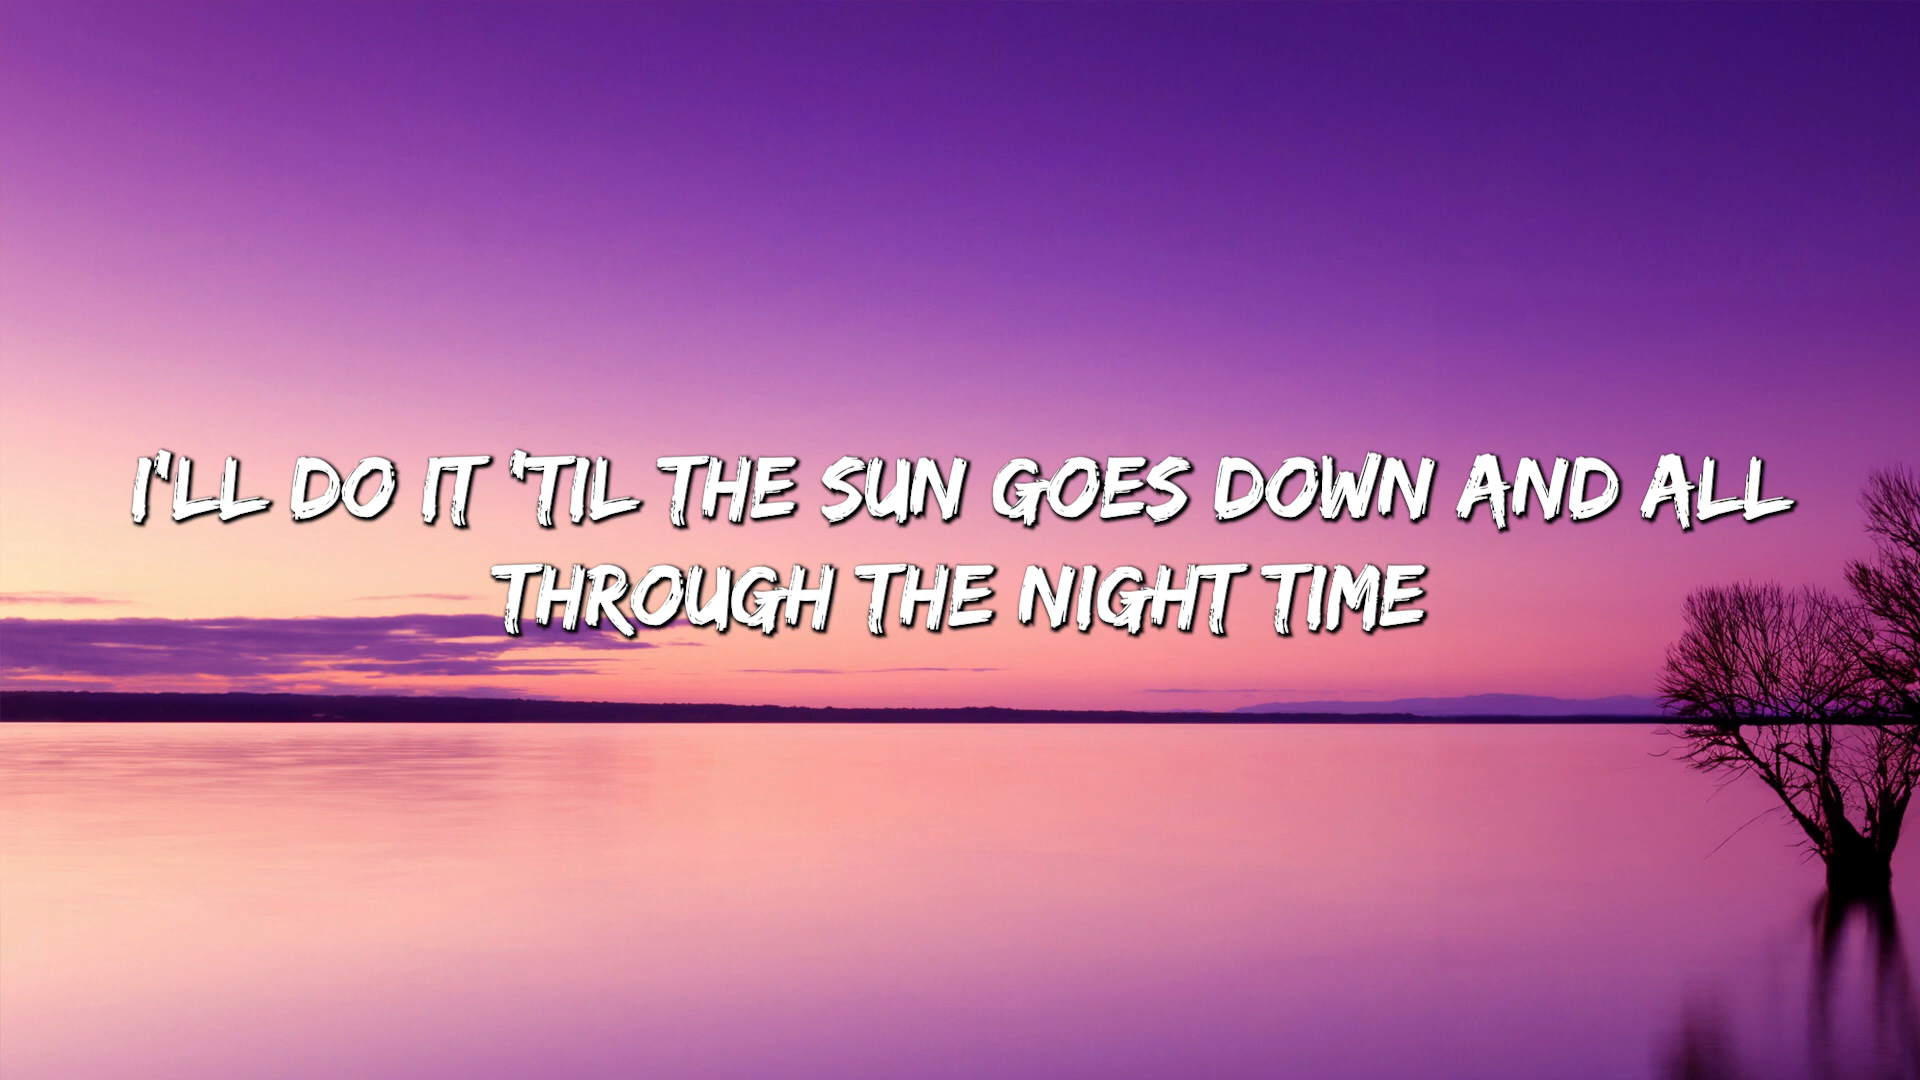 I'LL DO IT 'TIL THE SUN GOES DOWN AND ALL
THROUGH THE NIGHT TIME